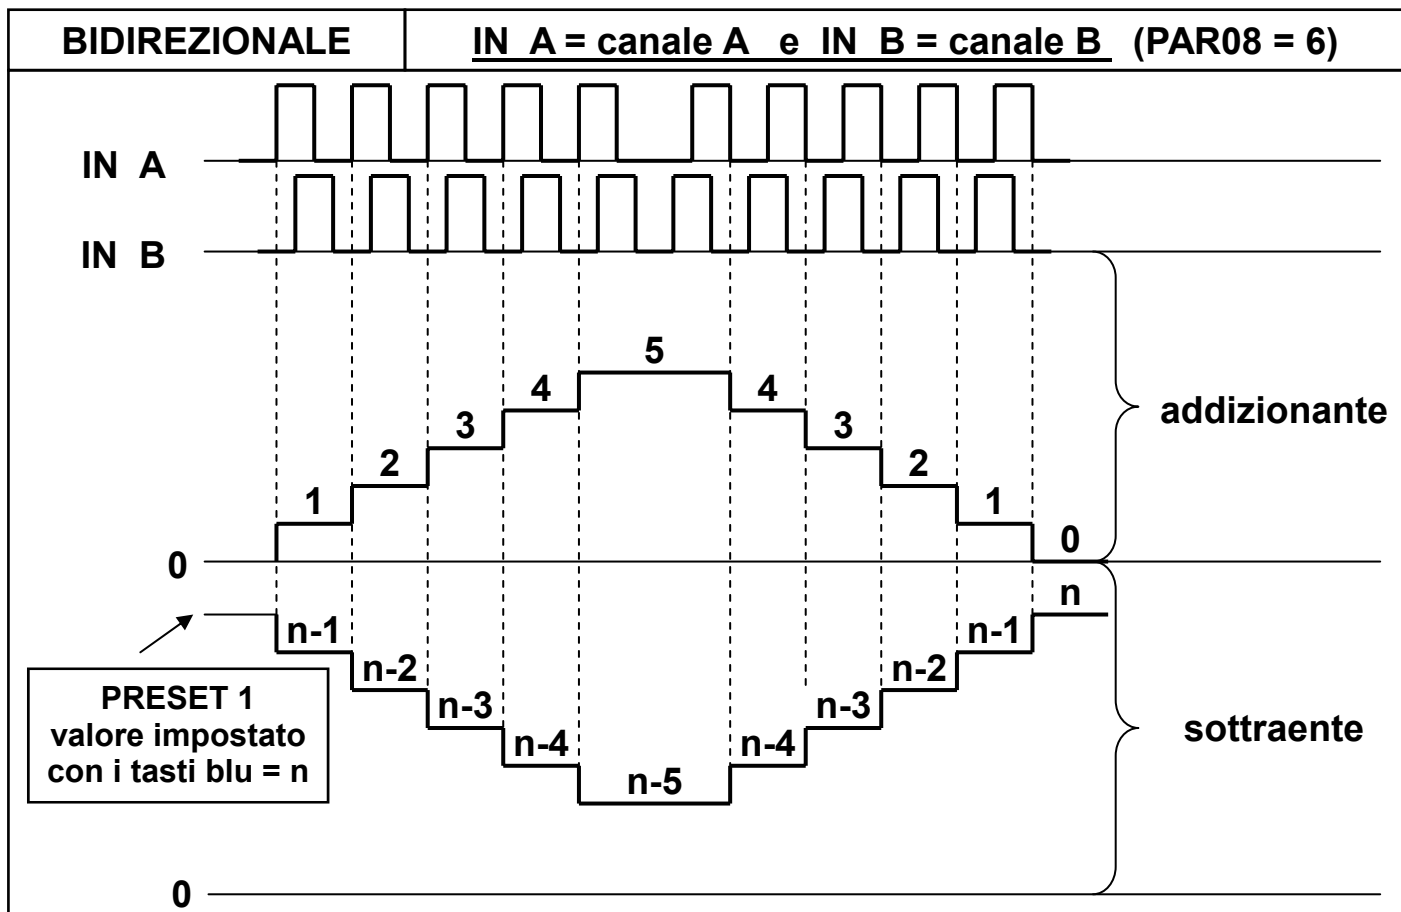 BIDIREZIONALE
IN A = canale A e IN B = canale B (PAR08 = 6)
IN A
IN B
5
4 4
3 3
2 2
1 1
0
0
addizionante
n
n-1 n-1
n-2 n-2
n-3 n-3
n-4 n-4
n-5
PRESET 1
valore impostato
con i tasti blu = n
sottraente
0